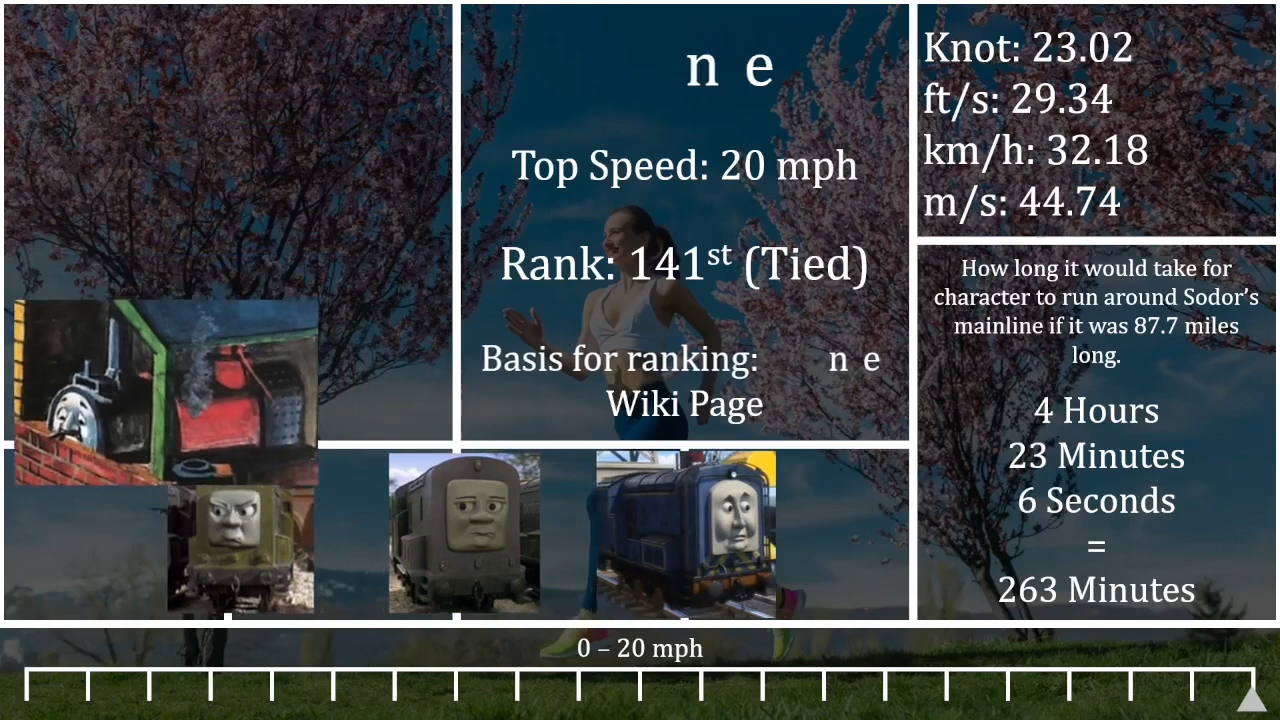 n e
Top Speed: 20 mph
Rank: 141st (Tied)
Basis for ranking: n e
Wiki Page
Knot: 23.02
ft/s: 29.34
km/h: 32.18
m/s: 44.74
How long it would take for
character to run around Sodor’s
mainline if it was 87.7 miles
long.
4 Hours
23 Minutes
6 Seconds
=
263 Minutes
0 – 20 mph